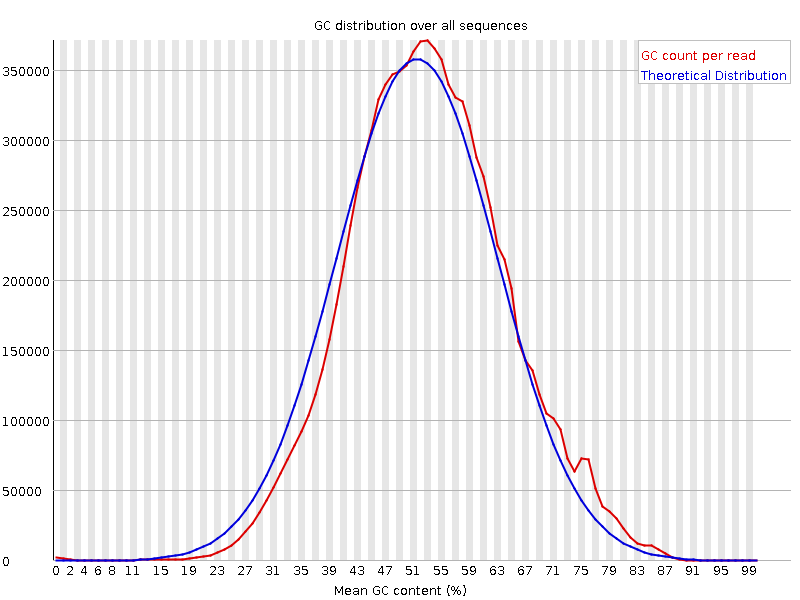 GC distribution over all sequences
GC count per read
Theoretical Distribution
350000
300000
250000
200000
150000
100000
50000
0
0 2 4 6 8 11 15 19 23 27 31 35 39 43 47 51 55 59 63 67 71 75 79 83 87 91 95 99
Mean GC content (%)